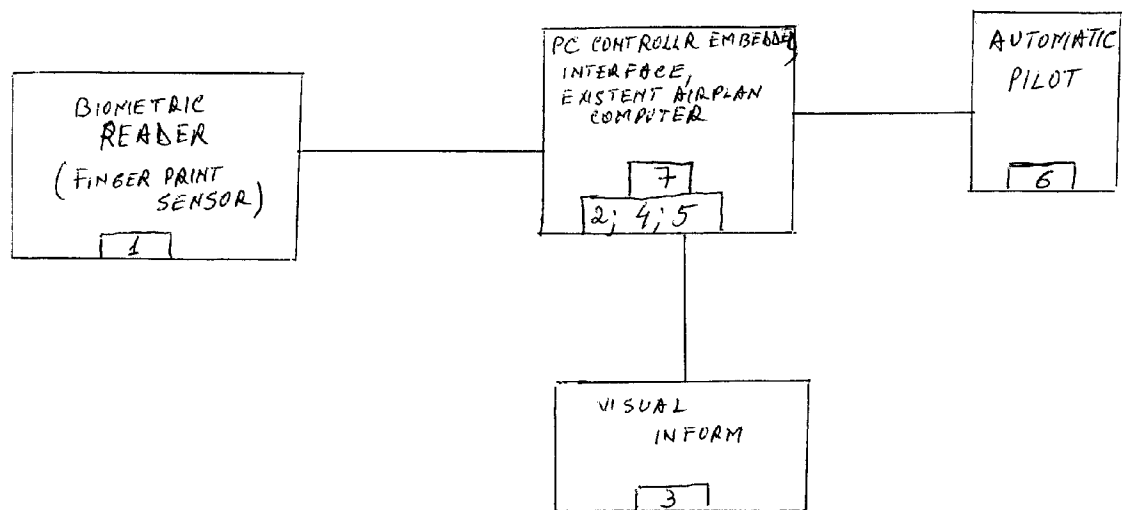 BIOMETRIC
READER
(FINGER PRINT
SENSOR)
1
PC CONTROLLR EMBEDDED,
INTERFACE,
EXISTENT AIRPLAN
COMPUTER
7
2; 4; 5
AUTOMATIC
PILOT
6
VISUAL
INFORM
3